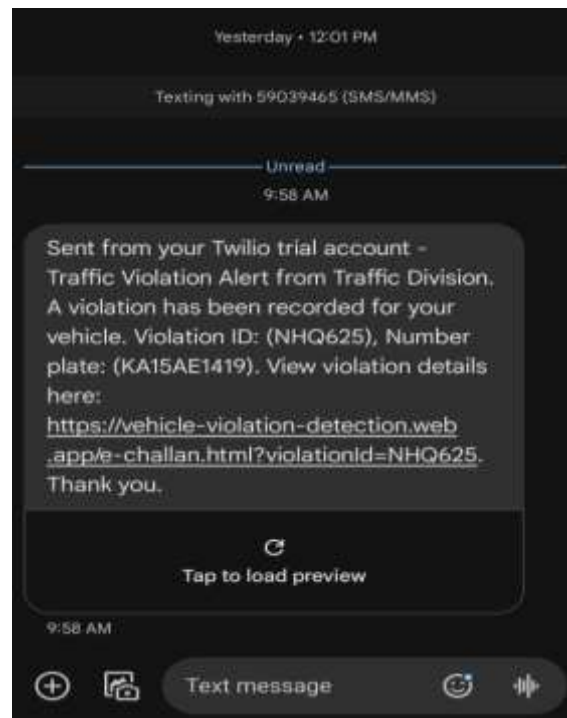 Yesterday • 12:01 PM
Texting with 59039465 (SMS/MMS)
Unread
9:58 AM
Sent from your Twilio trial account -
Traffic Violation Alert from Traffic Division.
A violation has been recorded for your
vehicle. Violation ID: (NHQ625), Number
plate: (KA15AE1419). View violation details
here:
https://vehicle-violation-detection.web
.app/e-challan.html?violationId=NHQ625.
Thank you.
Tap to load preview
9:58 AM
Text message